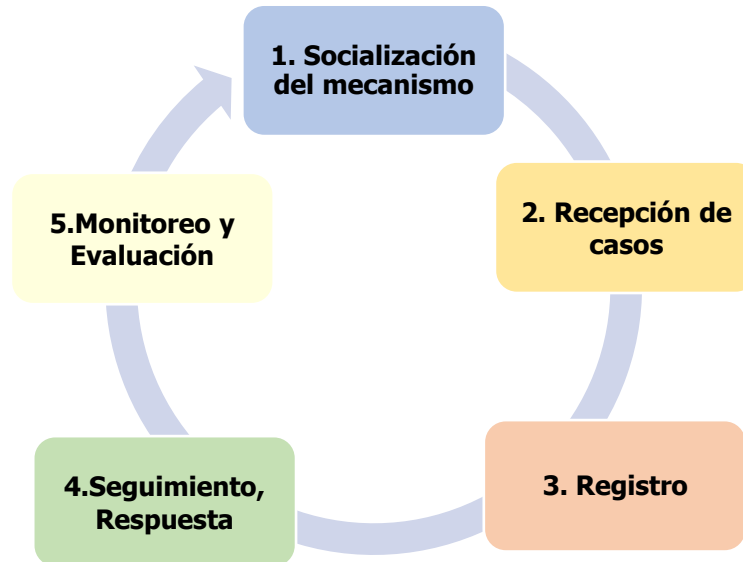 1. Socialización
del mecanismo
2. Recepción de
casos
3. Registro
4.Seguimiento,
Respuesta
5.Monitoreo y
Evaluación